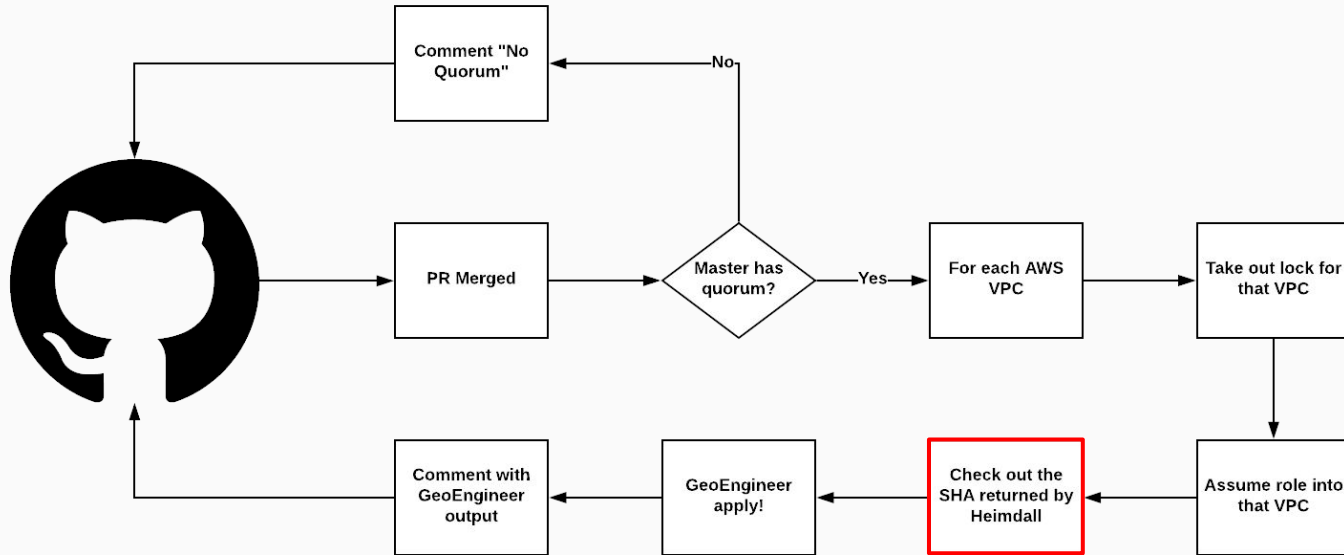 Comment "No
Quorum"
No
PR Merged
Master has
quorum?
Yes
For each AWS
VPC
Take out lock for
that VPC
Comment with
GeoEngineer
output
GeoEngineer
apply!
Check out the
SHA returned by
Heimdall
Assume role into
that VPC